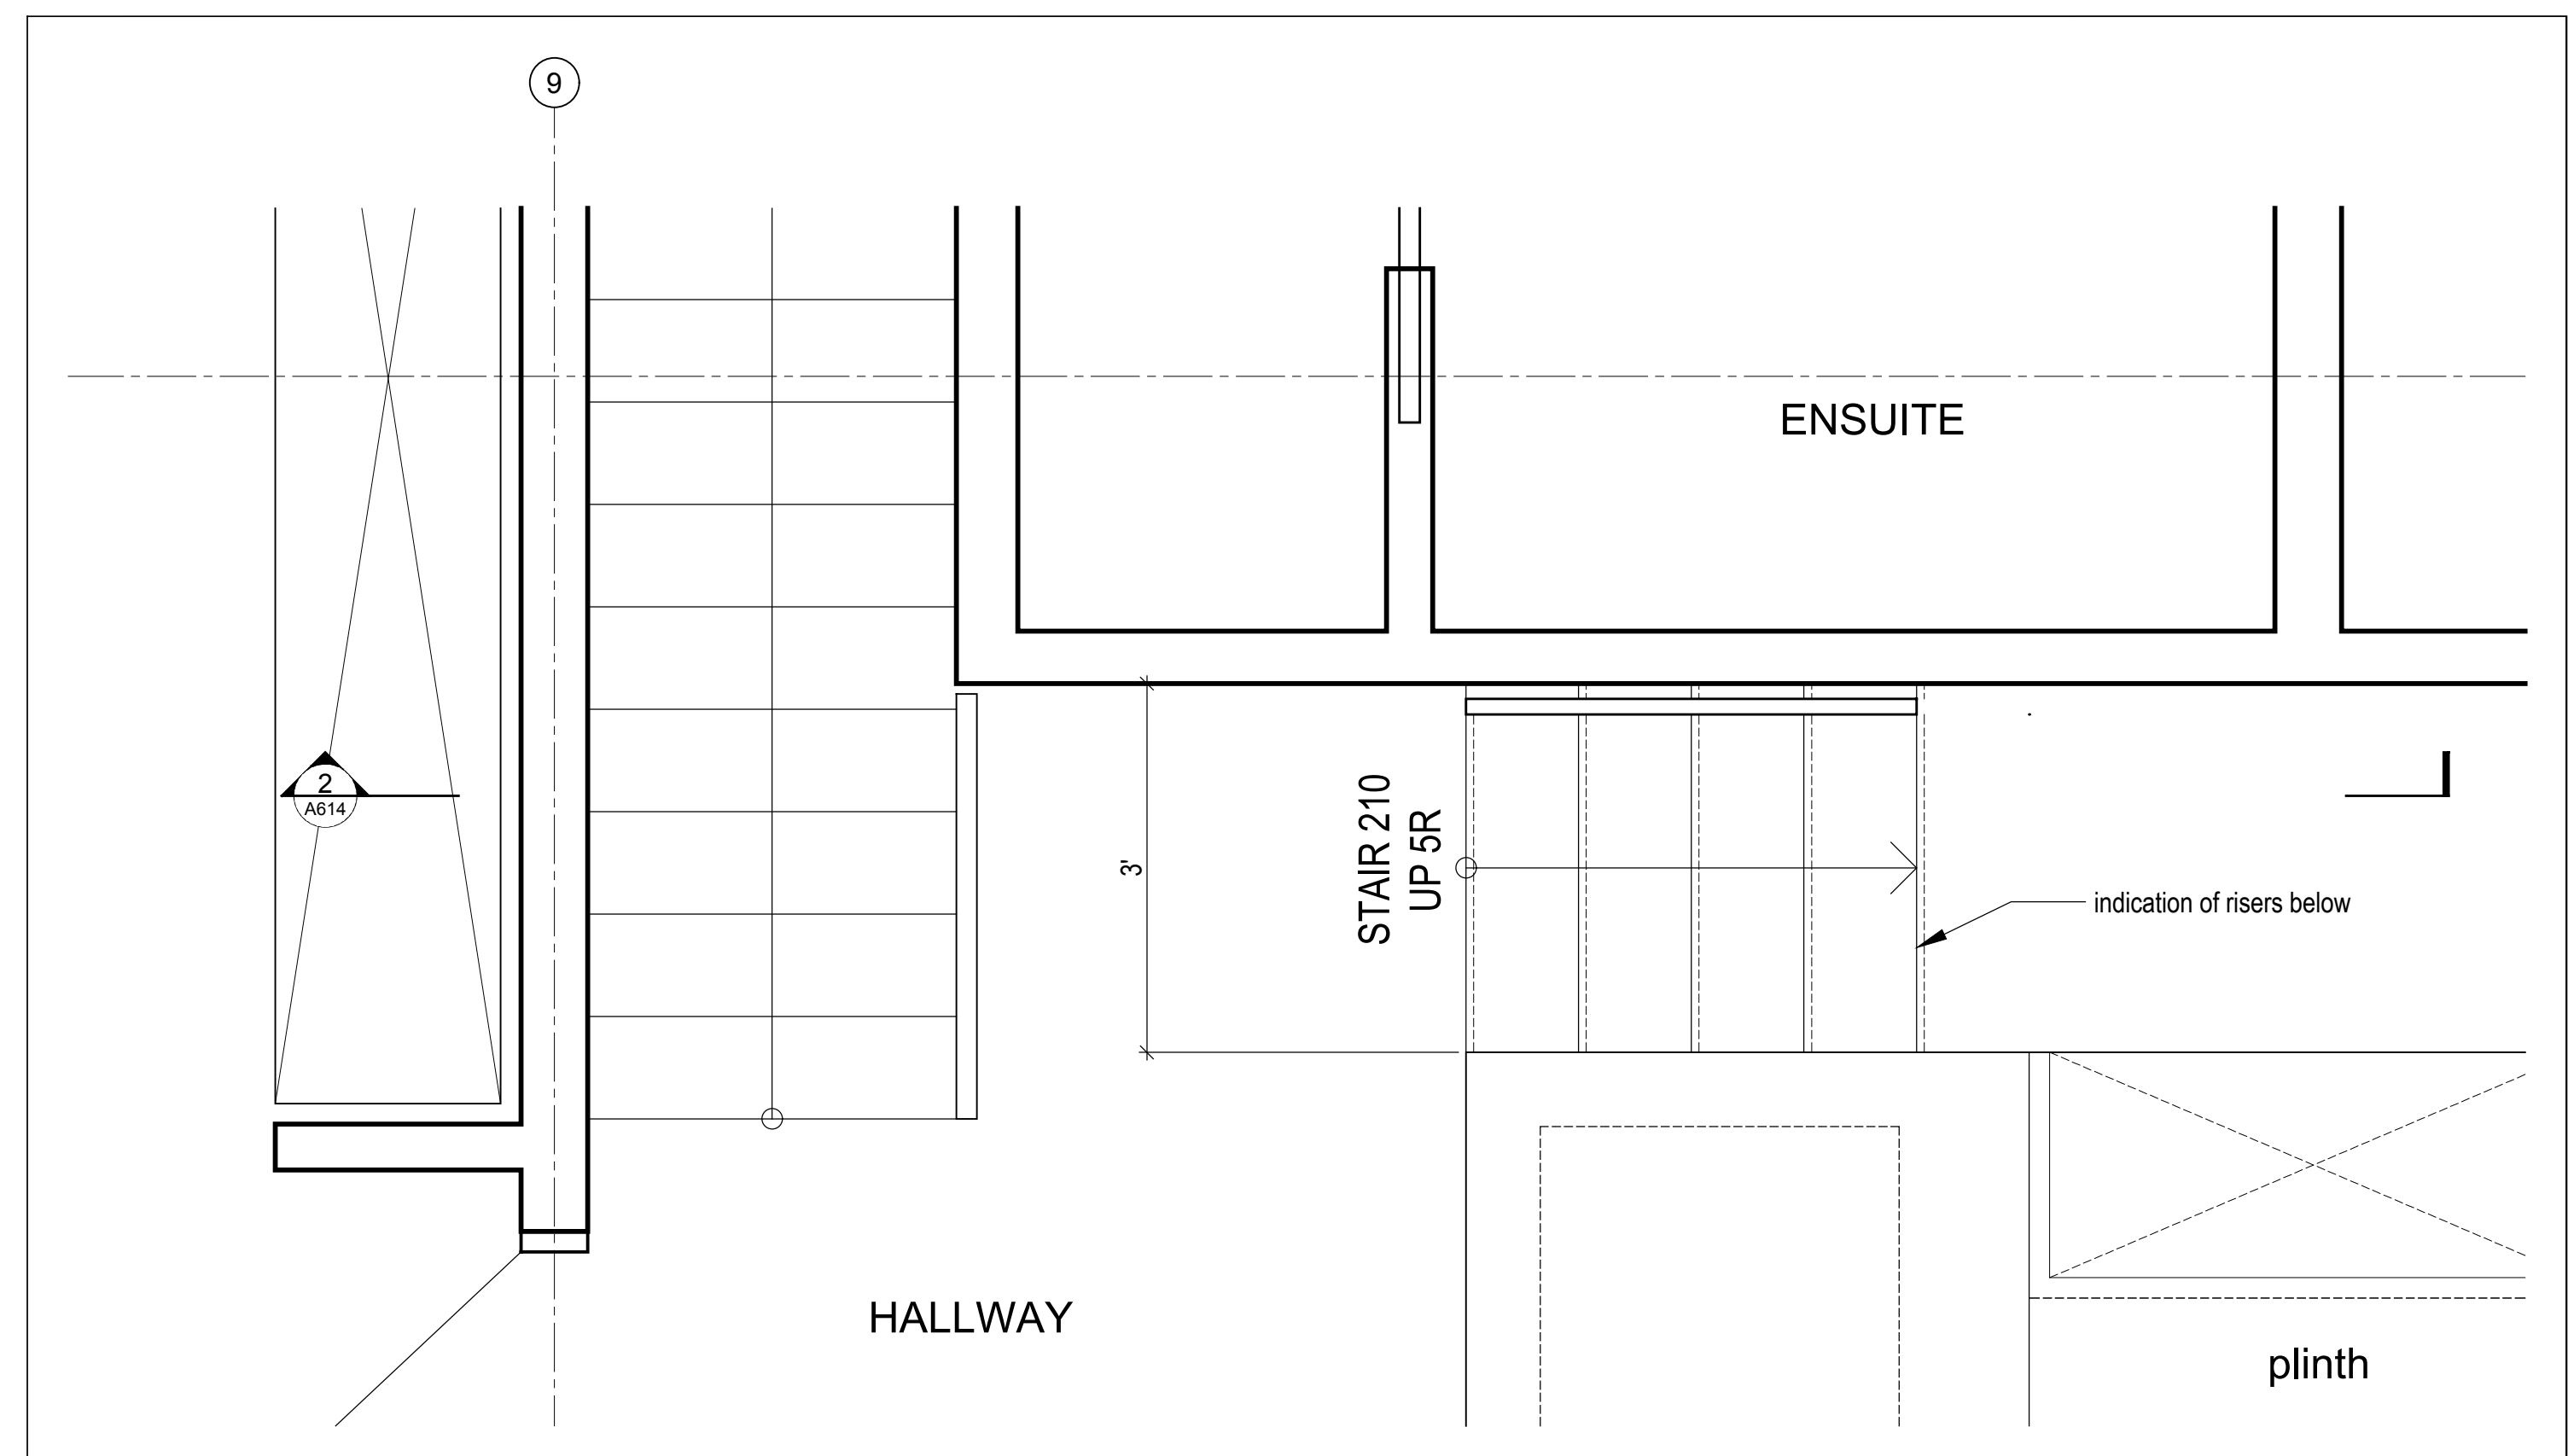 9
ENSUITE
2
A614
3'
STAIR 210
UP 5R
indication of risers below
HALLWAY
plinth